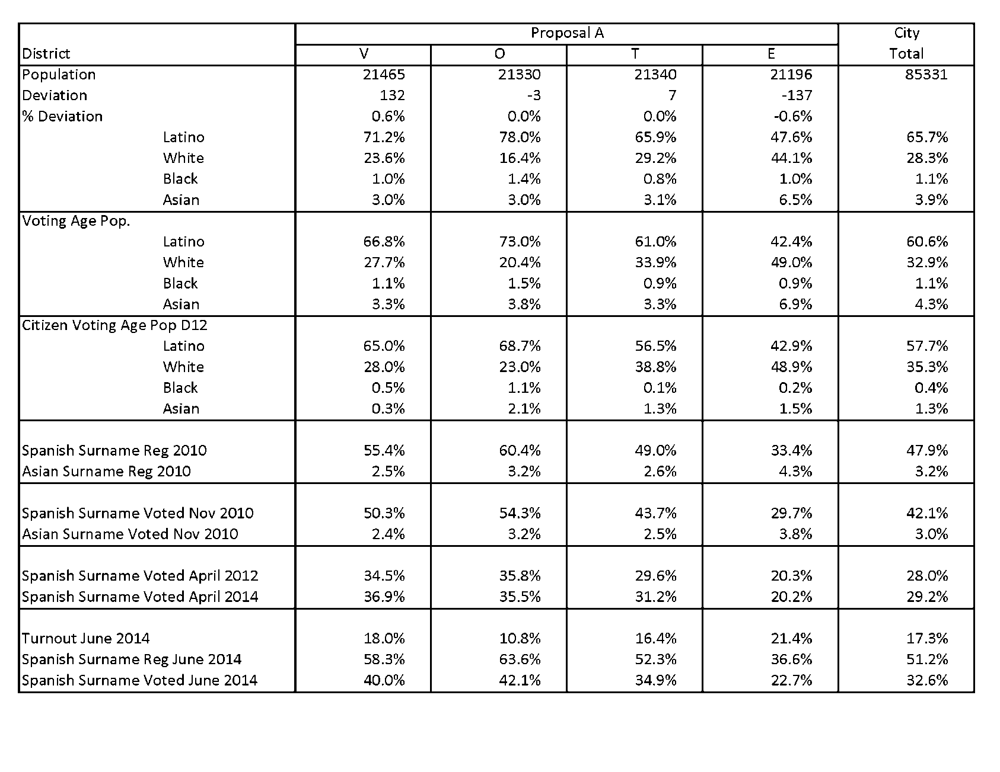 Proposal A City
District V O T E Total
Population 21465 21330 21340 21196 85331
Deviation 132 -3 7 -137
% Deviation 0.6% 0.0% 0.0% -0.6%
Latino 71.2% 78.0% 65.9% 47.6% 65.7%
White 23.6% 16.4% 29.2% 44.1% 28.3%
Black 1.0% 1.4% 0.8% 1.0% 1.1%
Asian 3.0% 3.0% 3.1% 6.5% 3.9%
Voting Age Pop.
Latino 66.8% 73.0% 61.0% 42.4% 60.6%
White 27.7% 20.4% 33.9% 49.0% 32.9%
Black 1.1% 1.5% 0.9% 0.9% 1.1%
Asian 3.3% 3.8% 3.3% 6.9% 4.3%
Citizen Voting Age Pop D12
Latino 65.0% 68.7% 56.5% 42.9% 57.7%
White 28.0% 23.0% 38.8% 48.9% 35.3%
Black 0.5% 1.1% 0.1% 0.2% 0.4%
Asian 0.3% 2.1% 1.3% 1.5% 1.3%
Spanish Surname Reg 2010 55.4% 60.4% 49.0% 33.4% 47.9%
Asian Surname Reg 2010 2.5% 3.2% 2.6% 4.3% 3.2%
Spanish Surname Voted Nov 2010 50.3% 54.3% 43.7% 29.7% 42.1%
Asian Surname Voted Nov 2010 2.4% 3.2% 2.5% 3.8% 3.0%
Spanish Surname Voted April 2012 34.5% 35.8% 29.6% 20.3% 28.0%
Spanish Surname Voted April 2014 36.9% 35.5% 31.2% 20.2% 29.2%
Turnout June 2014 18.0% 10.8% 16.4% 21.4% 17.3%
Spanish Surname Reg June 2014 58.3% 63.6% 52.3% 36.6% 51.2%
Spanish Surname Voted June 2014 40.0% 42.1% 34.9% 22.7% 32.6%